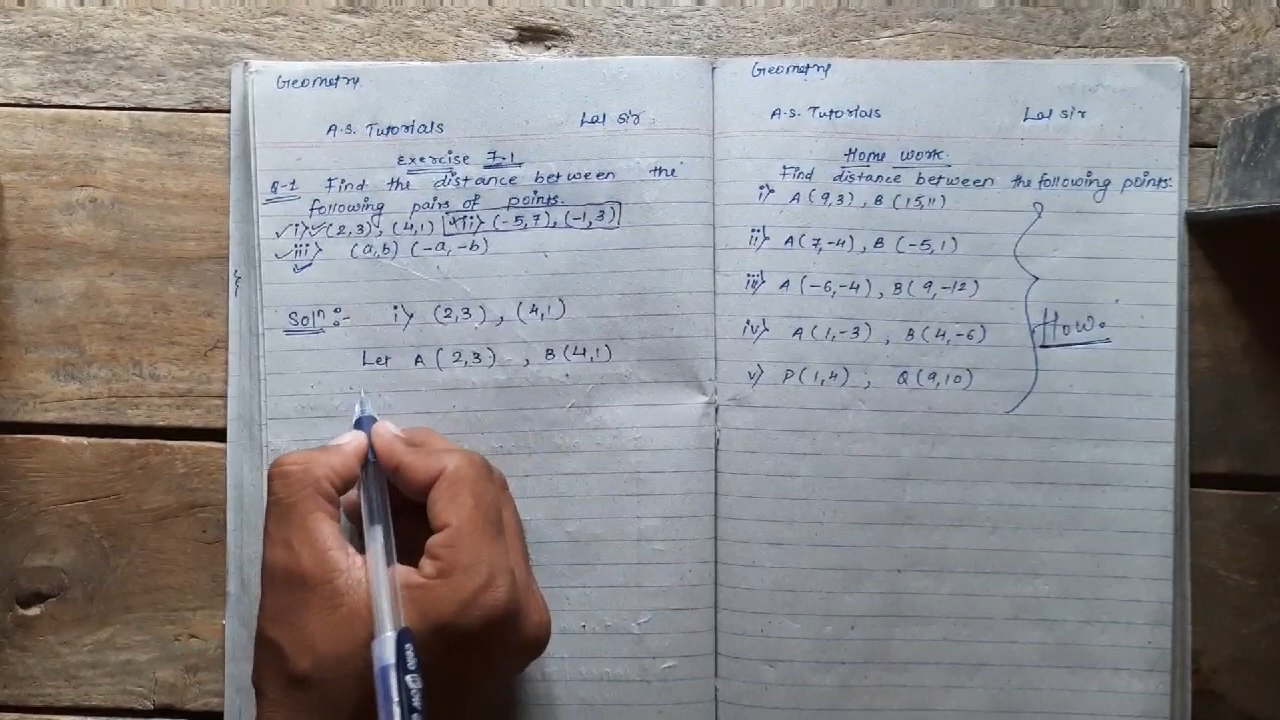 Geometry
A.S. Tutorials Lal sir
Exercise 7.1
Q-1 Find the distance between the
following pairs of points.
i> (2,3), (4,1) ii> (-5,7), (-1,3)
iii> (a,b) (-a,-b)
Soln:- i> (2,3), (4,1)
Let A(2,3), B(4,1)
Geometry
A.S. Tutorials Lal sir
Home work.
Find distance between the following points:
i> A(9,3), B(15,11)
ii> A(7,-4), B(-5,1)
iii> A(-6,-4), B(9,-12)
iv> A(1,-3), B(4,-6)
v> P(1,4), Q(9,10)
H.W.
cello